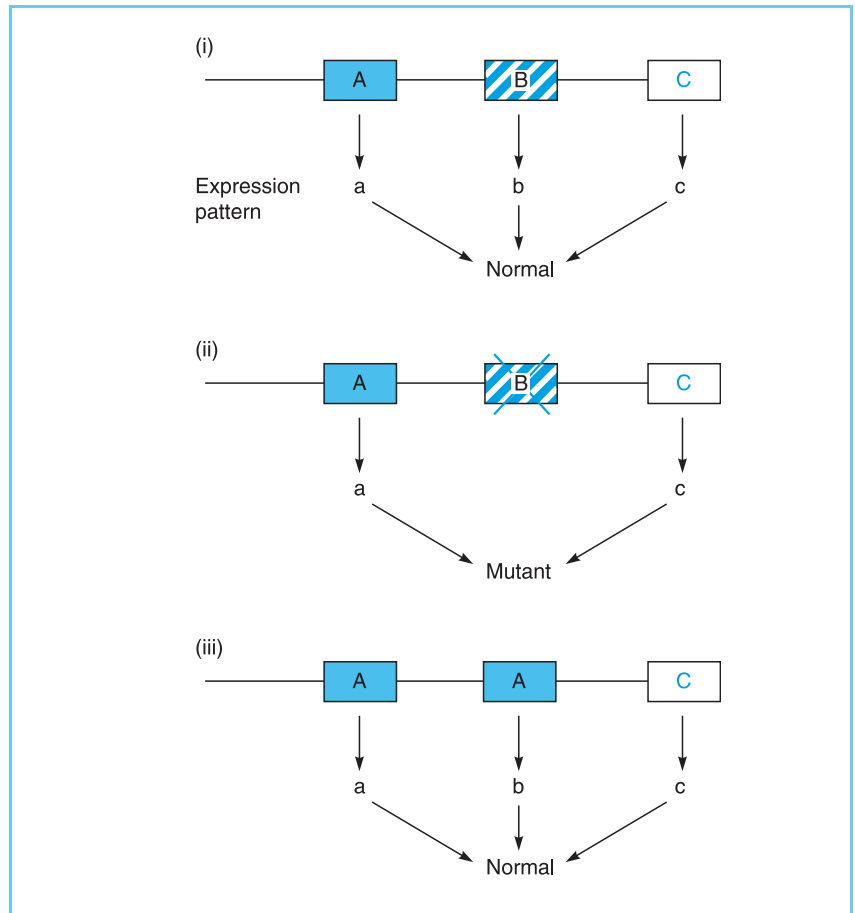 (i)
A B C
Expression pattern
a b c
Normal
(ii)
A B C
a c
Mutant
(iii)
A A C
a b c
Normal